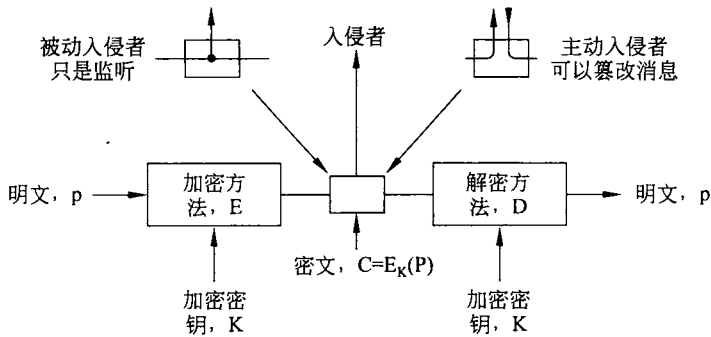 被动入侵者
只是监听
入侵者
主动入侵者
可以篡改消息
明文，p
加密方
法，E
解密方
法，D
明文，p
密文，C=EK(P)
加密密
钥，K
加密密
钥，K